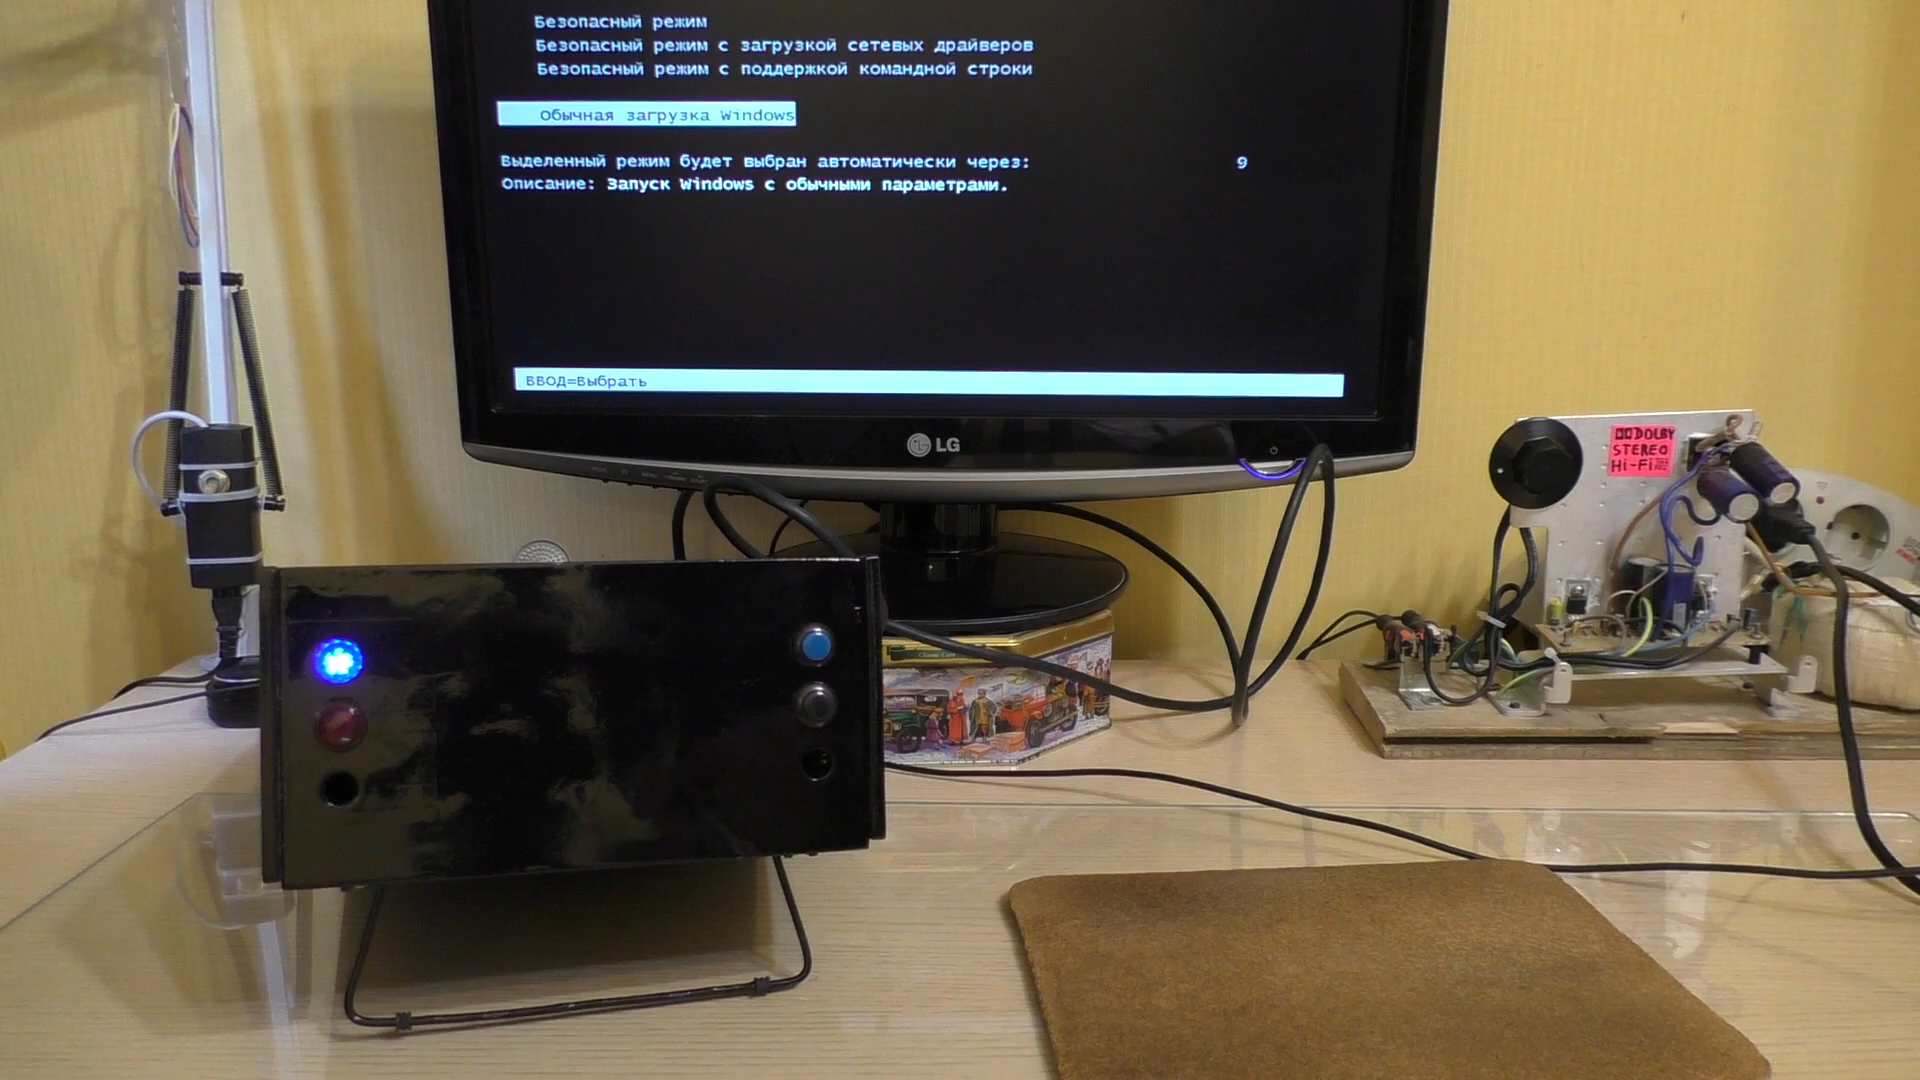 Безопасный режим
Безопасный режим с загрузкой сетевых драйверов
Безопасный режим с поддержкой командной строки
Обычная загрузка Windows
Выделенный режим будет выбран автоматически через: 9
Описание: Запуск Windows с обычными параметрами.
ВВОД=Выбрать
LG
DOLBY
STEREO
Hi-Fi